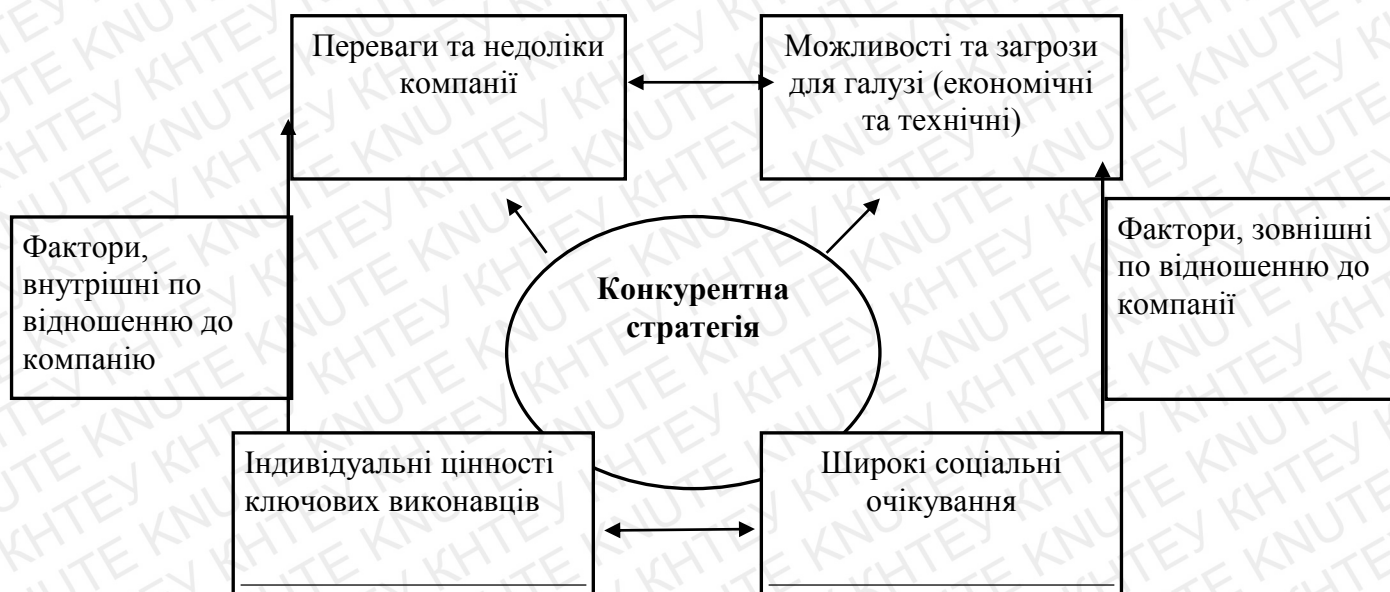 Переваги та недоліки
компанії
Можливості та загрози
для галузі (економічні
та технічні)
Фактори,
внутрішні по
відношенню до
компанію
Конкурентна
стратегія
Фактори, зовнішні
по відношенню до
компанії
Індивідуальні цінності
ключових виконавців
Широкі соціальні
очікування